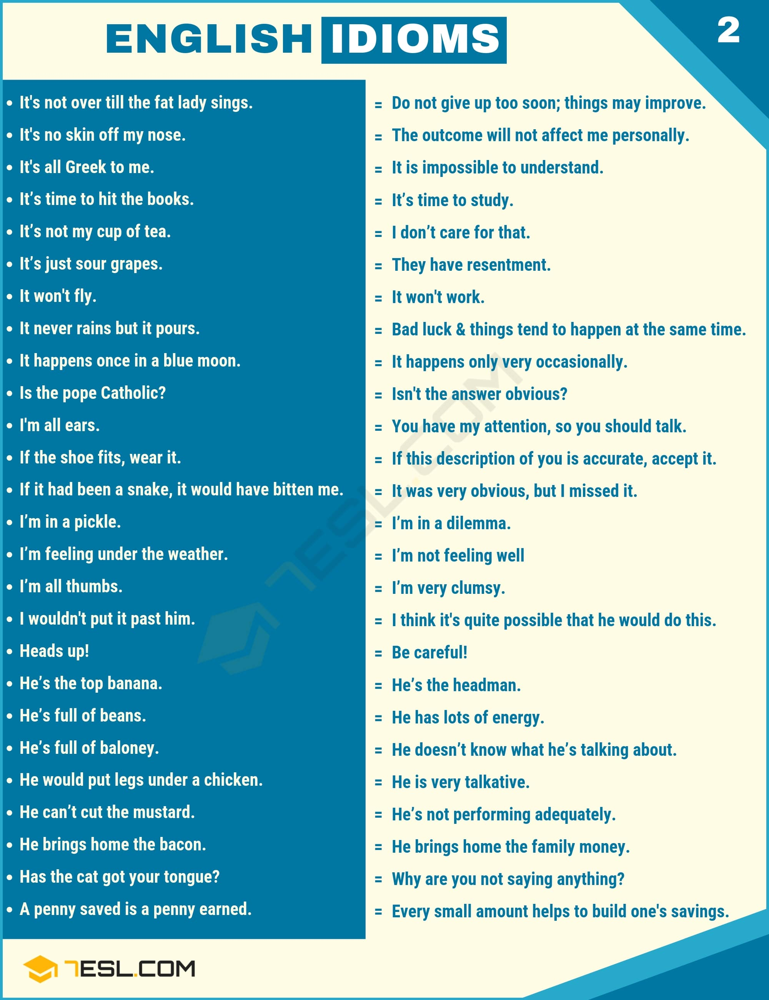 ENGLISH IDIOMS
2
• It's not over till the fat lady sings. = Do not give up too soon; things may improve.
• It's no skin off my nose. = The outcome will not affect me personally.
• It's all Greek to me. = It is impossible to understand.
• It’s time to hit the books. = It’s time to study.
• It’s not my cup of tea. = I don’t care for that.
• It’s just sour grapes. = They have resentment.
• It won't fly. = It won't work.
• It never rains but it pours. = Bad luck & things tend to happen at the same time.
• It happens once in a blue moon. = It happens only very occasionally.
• Is the pope Catholic? = Isn't the answer obvious?
• I'm all ears. = You have my attention, so you should talk.
• If the shoe fits, wear it. = If this description of you is accurate, accept it.
• If it had been a snake, it would have bitten me. = It was very obvious, but I missed it.
• I’m in a pickle. = I’m in a dilemma.
• I’m feeling under the weather. = I’m not feeling well
• I’m all thumbs. = I’m very clumsy.
• I wouldn't put it past him. = I think it's quite possible that he would do this.
• Heads up! = Be careful!
• He’s the top banana. = He’s the headman.
• He’s full of beans. = He has lots of energy.
• He’s full of baloney. = He doesn’t know what he’s talking about.
• He would put legs under a chicken. = He is very talkative.
• He can’t cut the mustard. = He’s not performing adequately.
• He brings home the bacon. = He brings home the family money.
• Has the cat got your tongue? = Why are you not saying anything?
• A penny saved is a penny earned. = Every small amount helps to build one's savings.
7ESL.COM
7ESL.COM